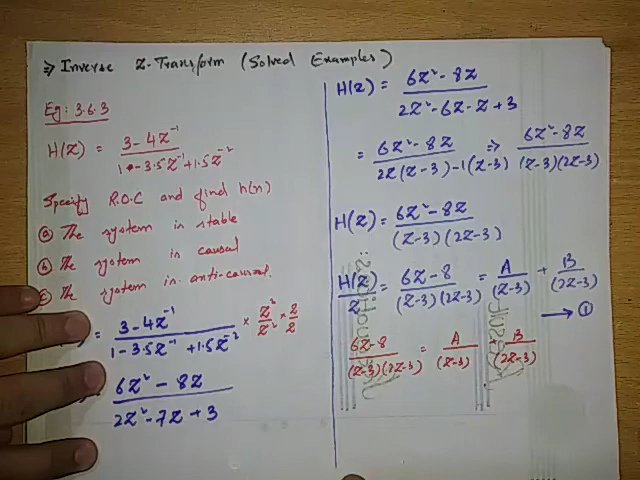 ⇒ Inverse Z-Transform (Solved Examples)
Eg: 3.6.3
H(z) = 3-4z⁻¹ / 1-3.5z⁻¹+1.5z⁻²
Specify R.O.C and find h(n)
ⓐ The system is stable
ⓑ The system is causal
ⓒ The system is anti-causal.
= 3-4z⁻¹ / 1-3.5z⁻¹+1.5z⁻² × z²/z² × 2/2
6z²-8z / 2z²-7z+3
H(z) = 6z²-8z / 2z²-6z-z+3
= 6z²-8z / 2z(z-3)-1(z-3) ⇒ 6z²-8z / (z-3)(2z-3)
H(z) = 6z²-8z / (z-3)(2z-3)
H(z)/z = 6z-8 / (z-3)(2z-3) = A/(z-3) + B/(2z-3)
→ ①
6z-8 / (z-3)(2z-3) = A/(z-3) + B/(2z-3)